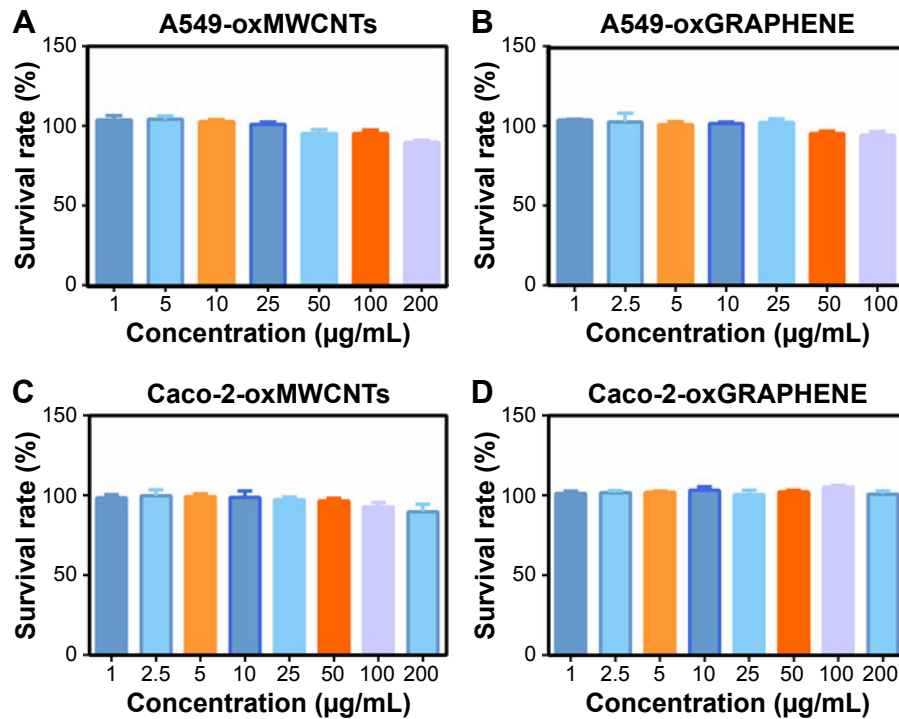 A
A549-oxMWCNTs
Survival rate (%)
150
100
50
0
1 5 10 25 50 100 200
Concentration (µg/mL)
B
A549-oxGRAPHENE
Survival rate (%)
150
100
50
0
1 2.5 5 10 25 50 100
Concentration (µg/mL)
C
Caco-2-oxMWCNTs
Survival rate (%)
150
100
50
0
1 2.5 5 10 25 50 100 200
Concentration (µg/mL)
D
Caco-2-oxGRAPHENE
Survival rate (%)
150
100
50
0
1 2.5 5 10 25 50 100 200
Concentration (µg/mL)